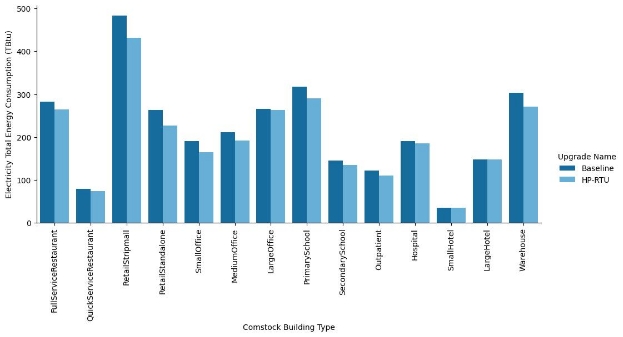 Electricity Total Energy Consumption (TBtu)
500
400
300
200
100
0
FullServiceRestaurant
QuickServiceRestaurant
RetailStripmall
RetailStandalone
SmallOffice
MediumOffice
LargeOffice
PrimarySchool
SecondarySchool
Outpatient
Hospital
SmallHotel
LargeHotel
Warehouse
Comstock Building Type
Upgrade Name
Baseline
HP-RTU